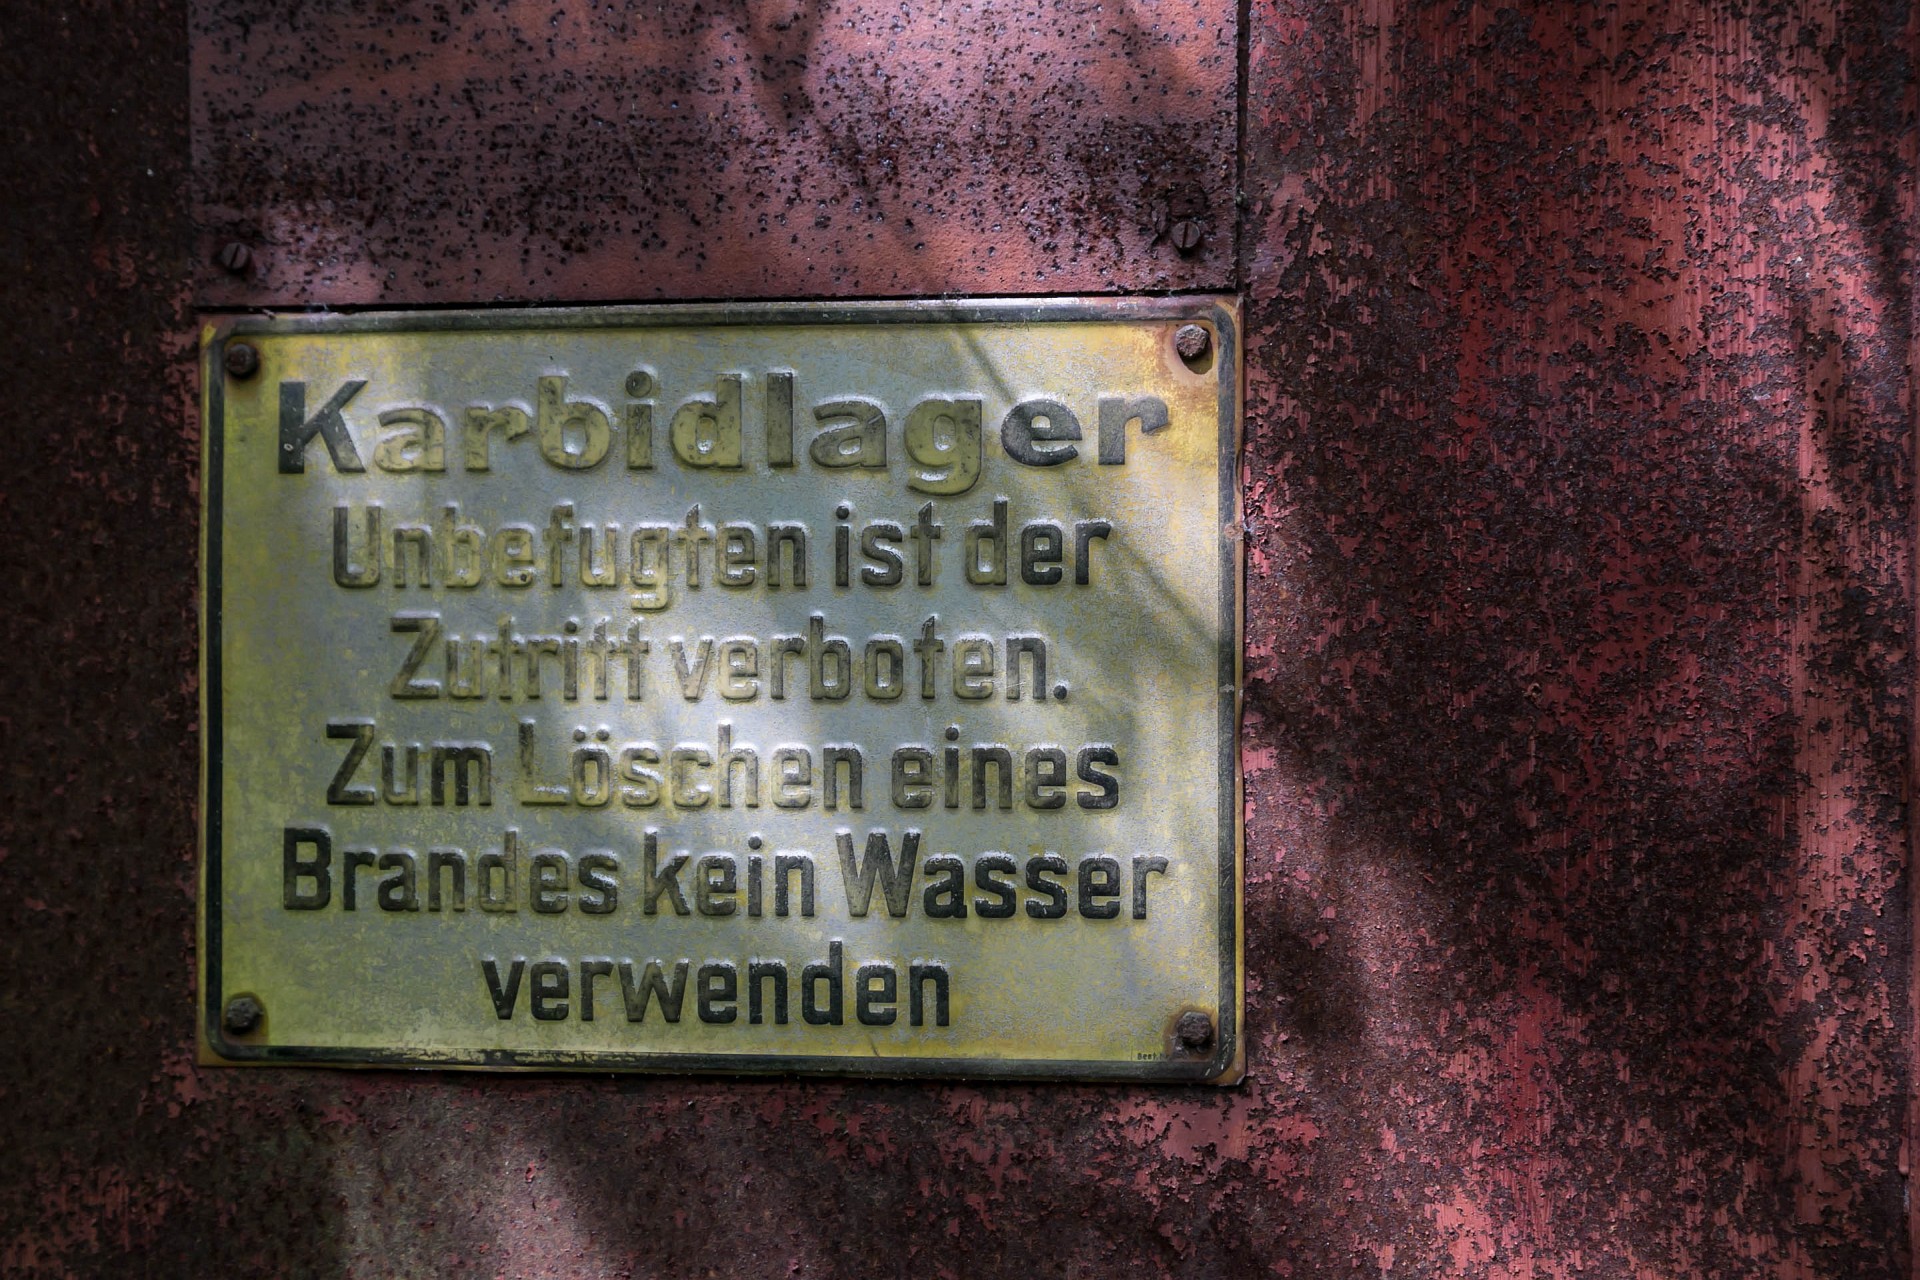 Karbidlager
Unbefugten ist der
Zutritt verboten.
Zum Löschen eines
Brandes kein Wasser
verwenden